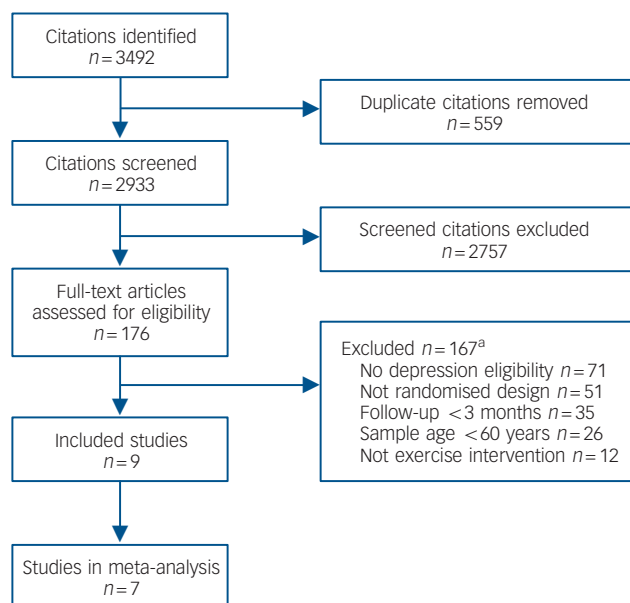 Citations identified
n=3492
Duplicate citations removed
n=559
Citations screened
n=2933
Screened citations excluded
n=2757
Full-text articles
assessed for eligibility
n=176
Excluded n=167ᵃ
No depression eligibility n=71
Not randomised design n=51
Follow-up <3 months n=35
Sample age <60 years n=26
Not exercise intervention n=12
Included studies
n=9
Studies in meta-analysis
n=7